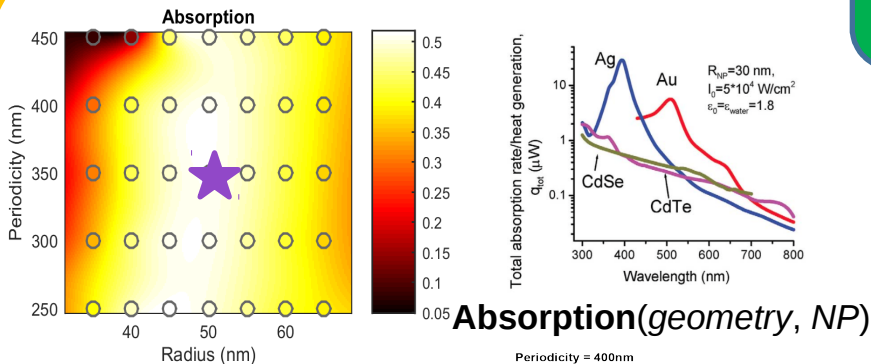 Absorption
450
400
350
300
250
Periodicity (nm)
40 50 60
Radius (nm)
0.5
0.45
0.4
0.35
0.3
0.25
0.2
0.15
0.1
0.05
Total absorption rate/heat generation,
q_tot (μW)
10
1
0.1
Ag
Au
CdSe
CdTe
R_NP=30 nm,
I_0=5*10^4 W/cm^2
ε_0=ε_water=1.8
300 400 500 600 700 800
Wavelength (nm)
Absorption(geometry, NP)
Periodicity = 400nm